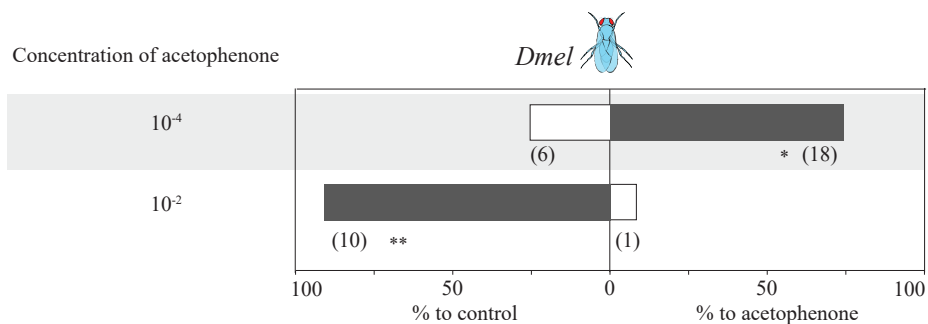 Concentration of acetophenone
Dmel
10⁻⁴
(6) * (18)
10⁻²
(10) ** (1)
100 50 0 50 100
% to control % to acetophenone